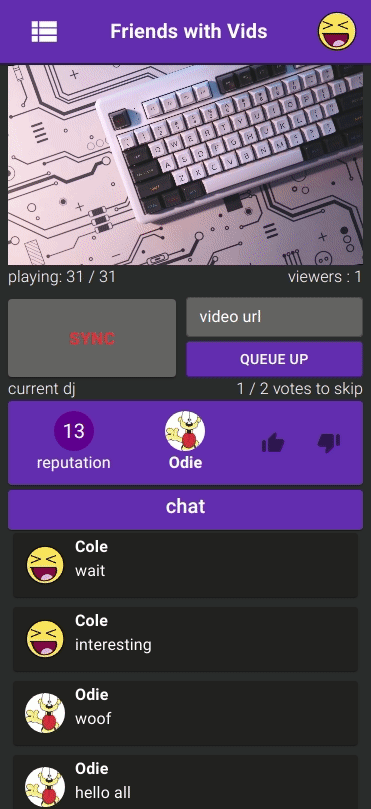 Friends with Vids
playing: 31 / 31
viewers : 1
SYNC
video url
QUEUE UP
current dj
1 / 2 votes to skip
13
reputation
Odie
chat
Cole
wait
Cole
interesting
Odie
woof
Odie
hello all